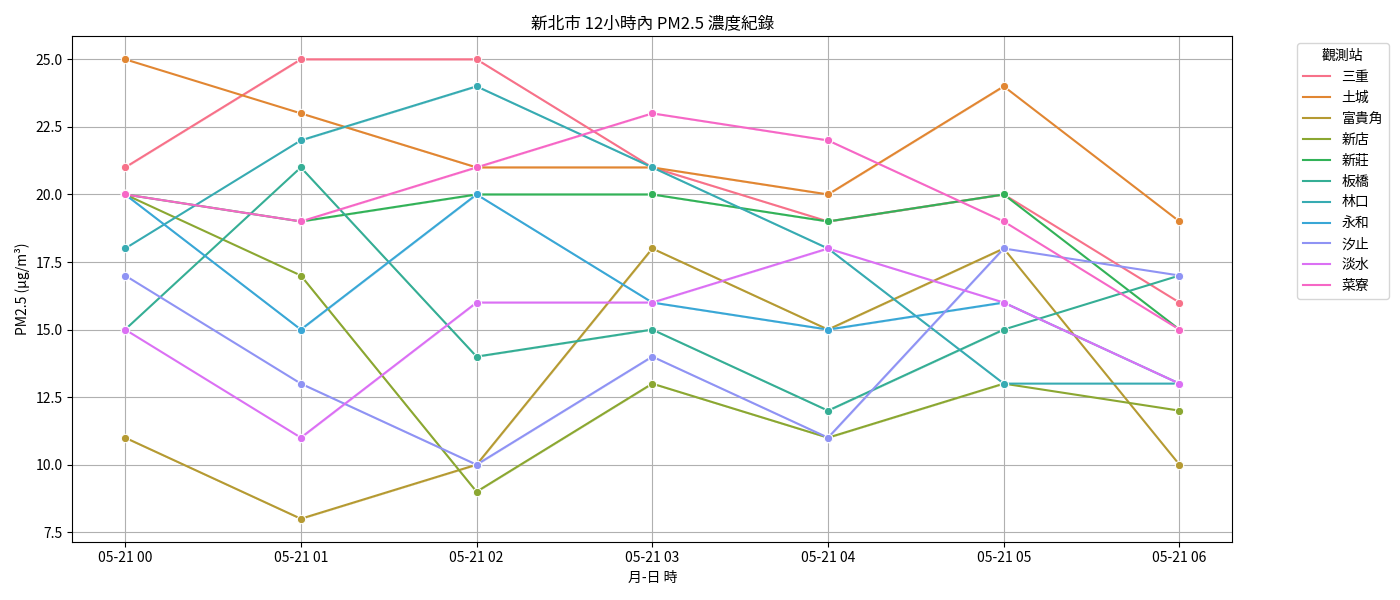 新北市 12小時內 PM2.5 濃度紀錄
PM2.5 (μg/m³)
25.0
22.5
20.0
17.5
15.0
12.5
10.0
7.5
05-21 00
05-21 01
05-21 02
05-21 03
05-21 04
05-21 05
05-21 06
月-日 時
觀測站
三重
土城
富貴角
新店
新莊
板橋
林口
永和
汐止
淡水
菜寮